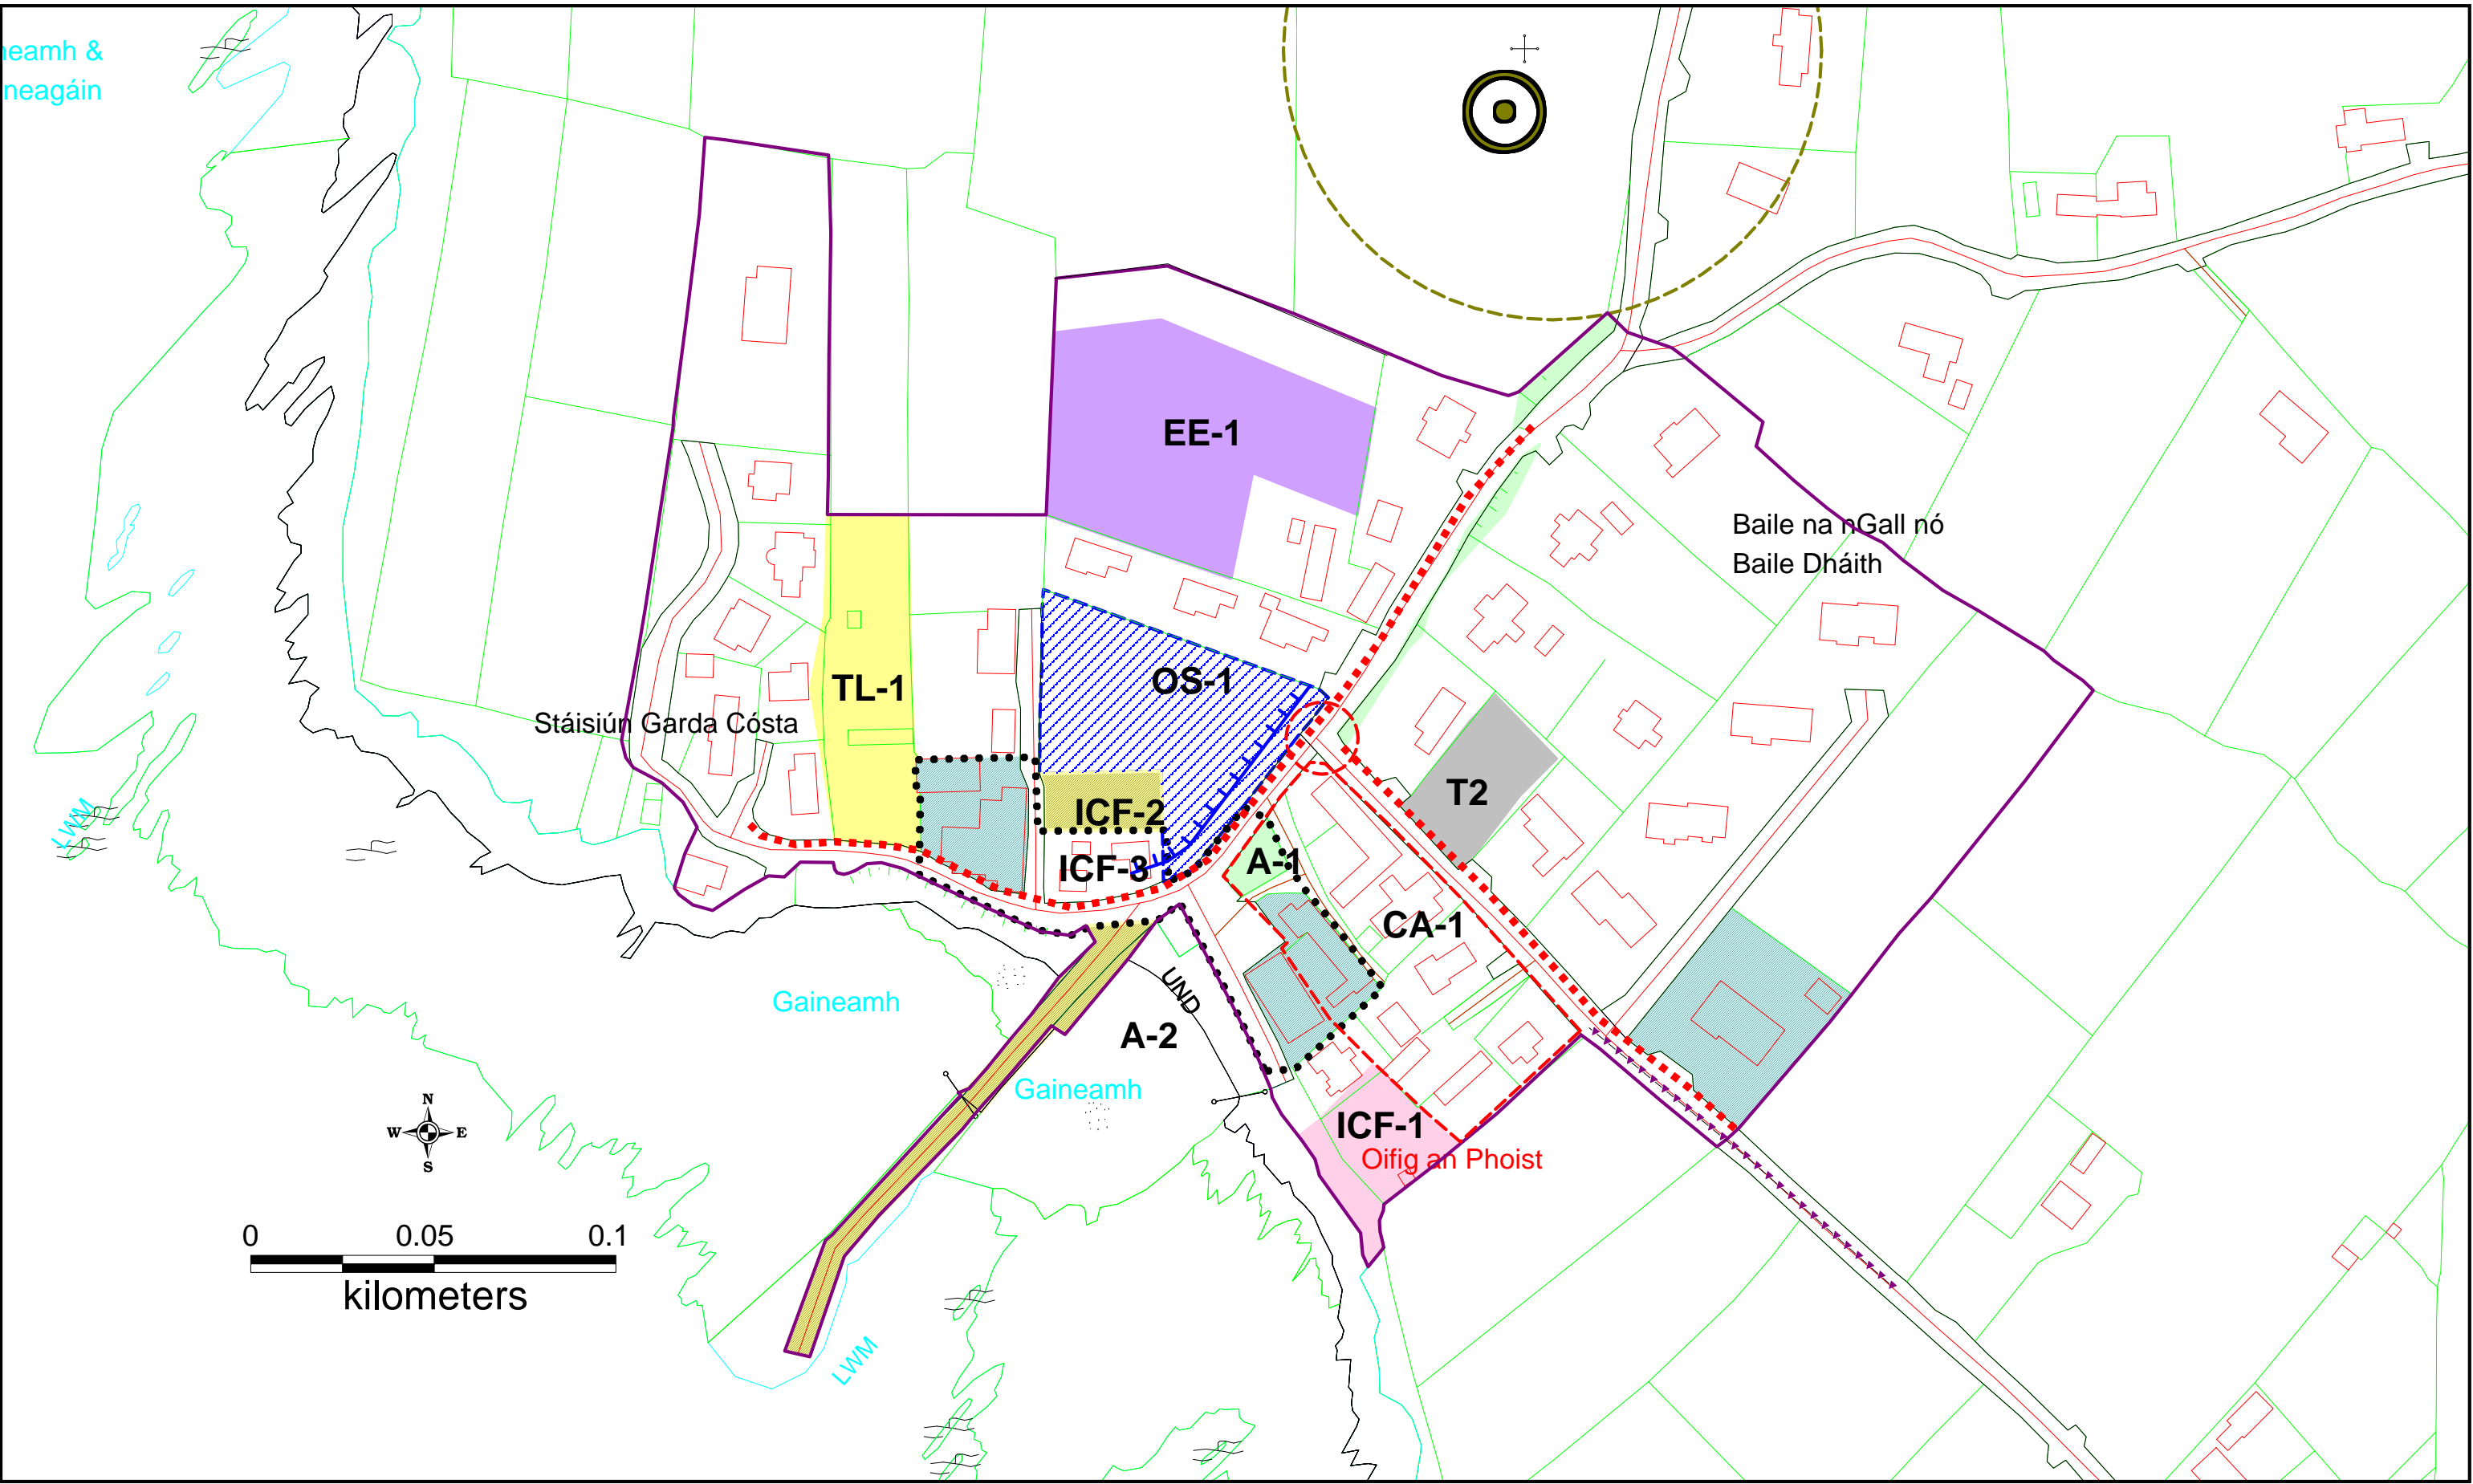 neamh &
neagáin
EE-1
Baile na nGall nó
Baile Dháith
OS-1
TL-1
Stáisiún Garda Cósta
T2
LWM
ICF-2
ICF-3
A-1
CA-1
UND
Gaineamh
A-2
Gaineamh
N
W E
S
ICF-1
Oifig an Phoist
0 0.05 0.1
kilometers
LWM